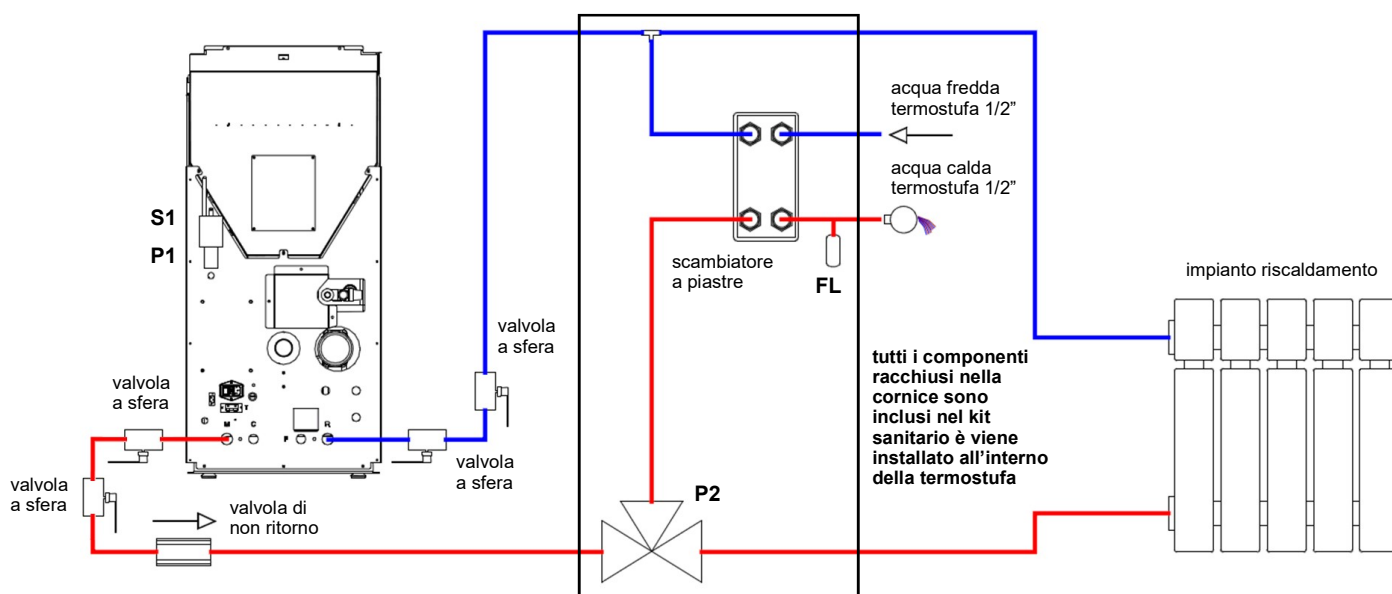 acqua fredda
termostufa 1/2”
acqua calda
termostufa 1/2”
S1
P1
scambiatore
a piastre
FL
impianto riscaldamento
valvola
a sfera
tutti i componenti
racchiusi nella
cornice sono
inclusi nel kit
sanitario è viene
installato all’interno
della termostufa
valvola
a sfera
T
M
C
F
R
valvola
a sfera
valvola
a sfera
P2
valvola di
non ritorno